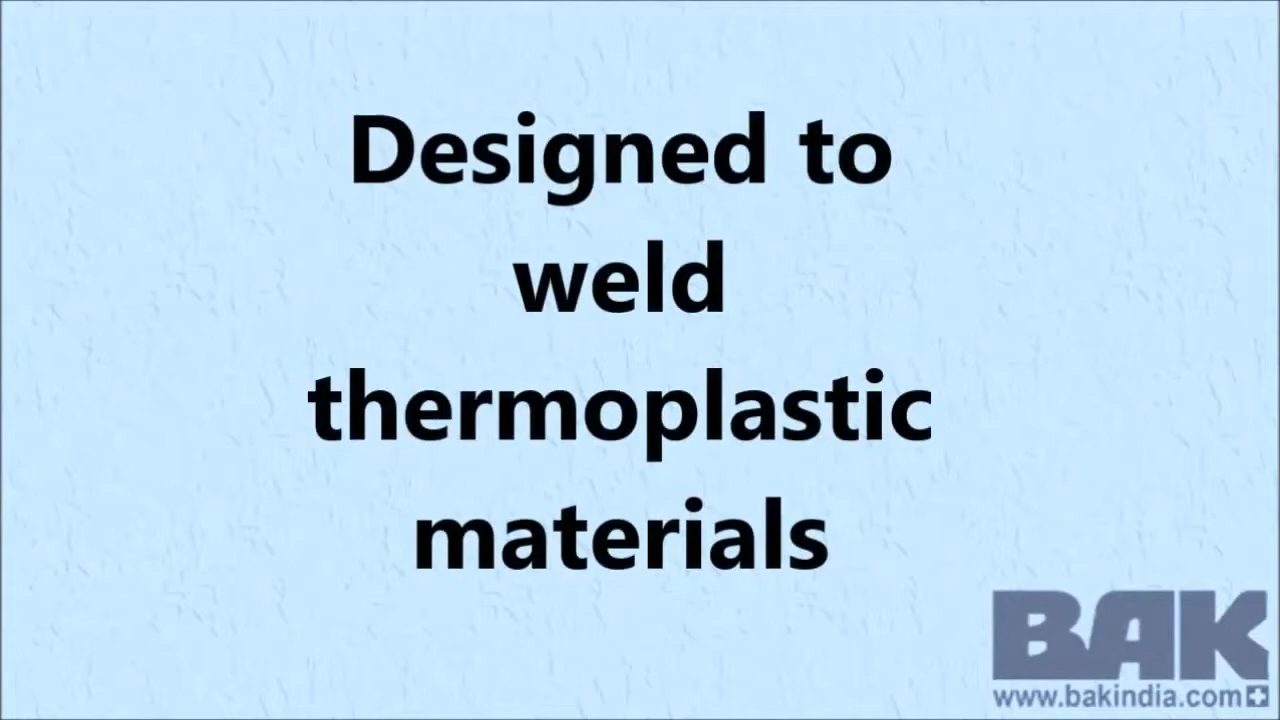 Designed to
weld
thermoplastic
materials
BAK
www.bakindia.com